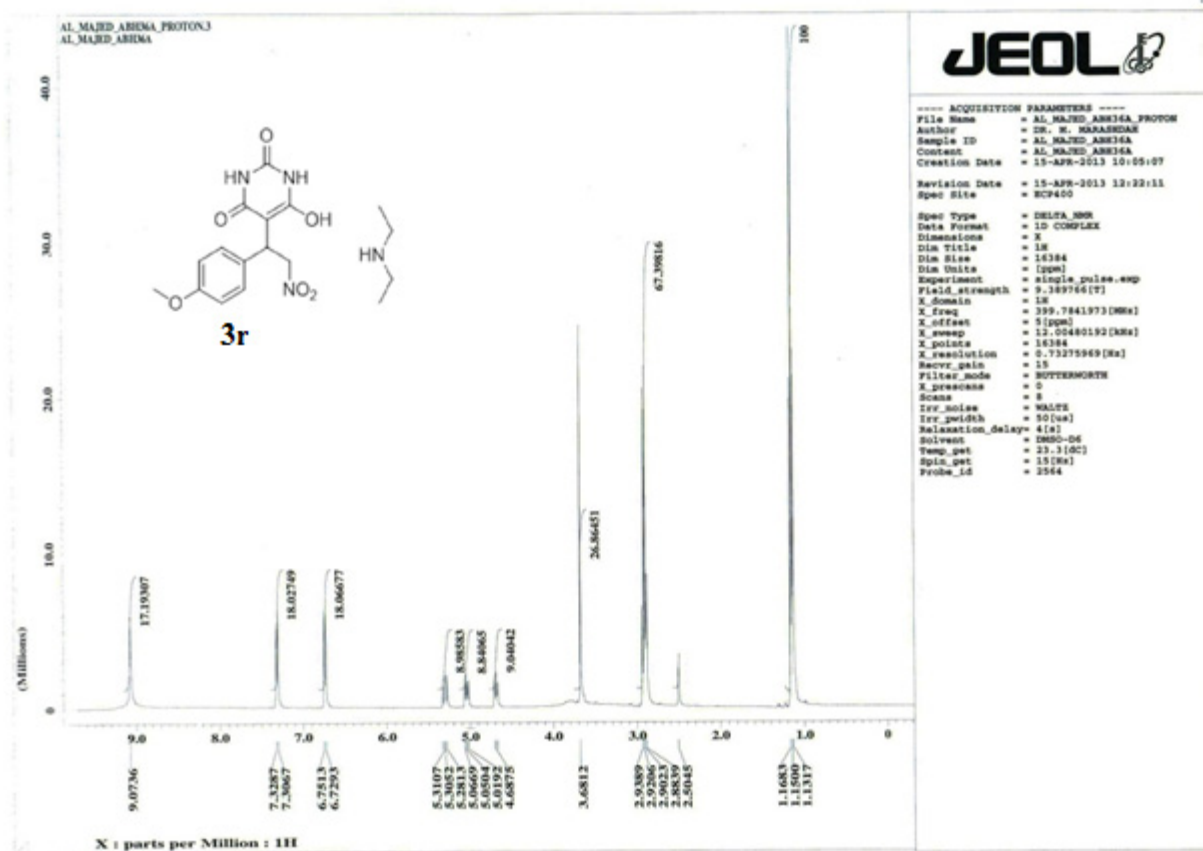 AL_MAJED_ABH36A_PROTON.3
AL_MAJED_ABH36A
JEOL
---- ACQUISITION PARAMETERS ----
File Name = AL_MAJED_ABH36A_PROTON
Author = DR. M. MARASHDAH
Sample ID = AL_MAJED_ABH36A
Content = AL_MAJED_ABH36A
Creation Date = 15-APR-2013 10:05:07
Revision Date = 15-APR-2013 12:22:11
Spec Site = ECP400
Spec Type = DELTA_NMR
Data Format = 1D COMPLEX
Dimensions = X
Dim Title = 1H
Dim Size = 16384
Dim Units = [ppm]
Experiment = single_pulse.exp
Field_strength = 9.389766[T]
X_domain = 1H
X_freq = 399.7841973[MHz]
X_offset = 5[ppm]
X_sweep = 12.00480192[kHz]
X_points = 16384
X_resolution = 0.73275969[Hz]
Recvr_gain = 15
Filter_mode = BUTTERWORTH
X_prescans = 0
Scans = 8
Irr_noise = WALTZ
Irr_pwidth = 50[us]
Relaxation_delay= 4[s]
Solvent = DMSO-D6
Temp_get = 23.3[dC]
Spin_get = 15[Hz]
Probe_id = 2564
O
HN NH
O OH
HN
NO2
O
3r
100
67.39816
26.86451
17.19307
18.02749
18.06677
8.98583
8.84065
9.04042
40.0
30.0
20.0
10.0
0
(Millions)
9.0 8.0 7.0 6.0 5.0 4.0 3.0 2.0 1.0 0
9.0736
7.3287
7.3067
6.7513
6.7293
5.3107
5.3052
5.2813
5.0669
5.0504
5.0192
4.6875
3.6812
2.9389
2.9206
2.9023
2.8839
2.5045
1.1683
1.1500
1.1317
X : parts per Million : 1H